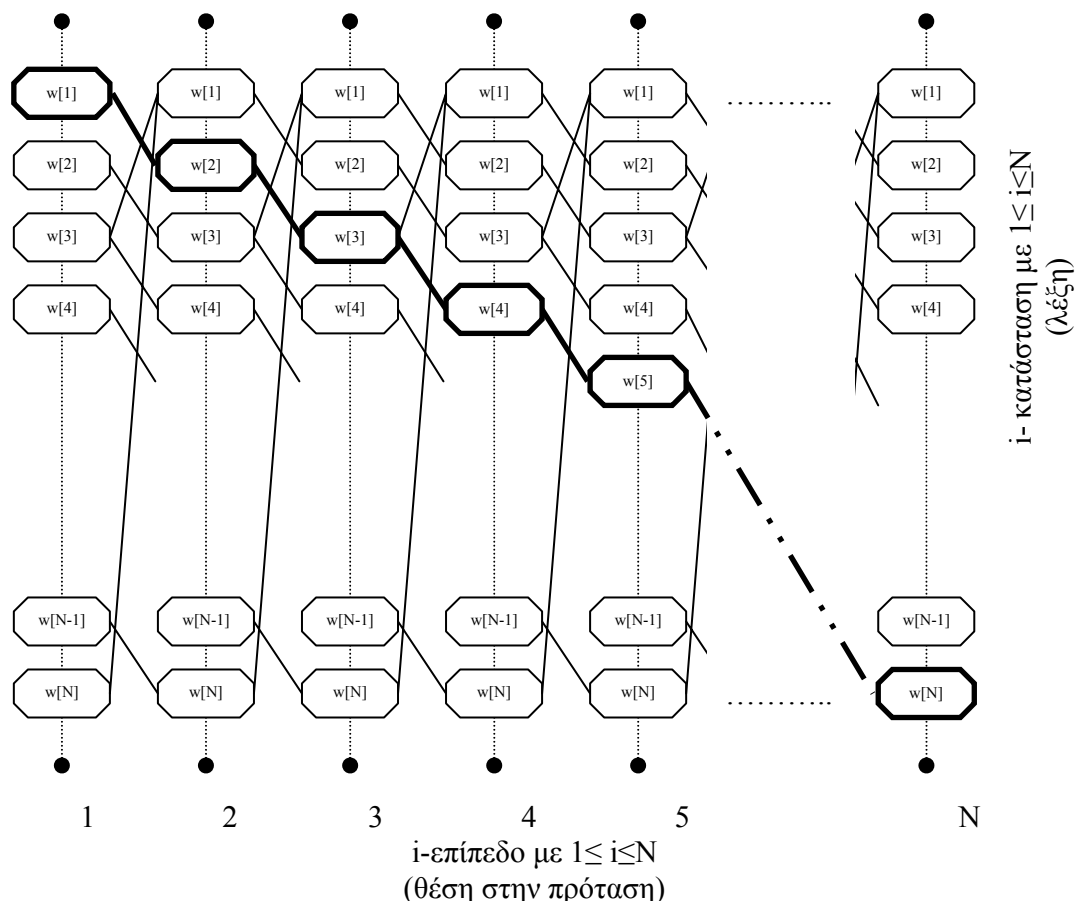 w[1] w[1] w[1] w[1] w[1] ........... w[1]
w[2] w[2] w[2] w[2] w[2] w[2]
w[3] w[3] w[3] w[3] w[3] w[3]
w[4] w[4] w[4] w[4] w[4] w[4]
w[5]
w[N-1] w[N-1] w[N-1] w[N-1] w[N-1] w[N-1]
w[N] w[N] w[N] w[N] w[N] ........... w[N]
1 2 3 4 5 N
i-επίπεδο με 1≤ i≤N
(θέση στην πρόταση)
i- κατάσταση με 1≤ i≤N
(λέξη)